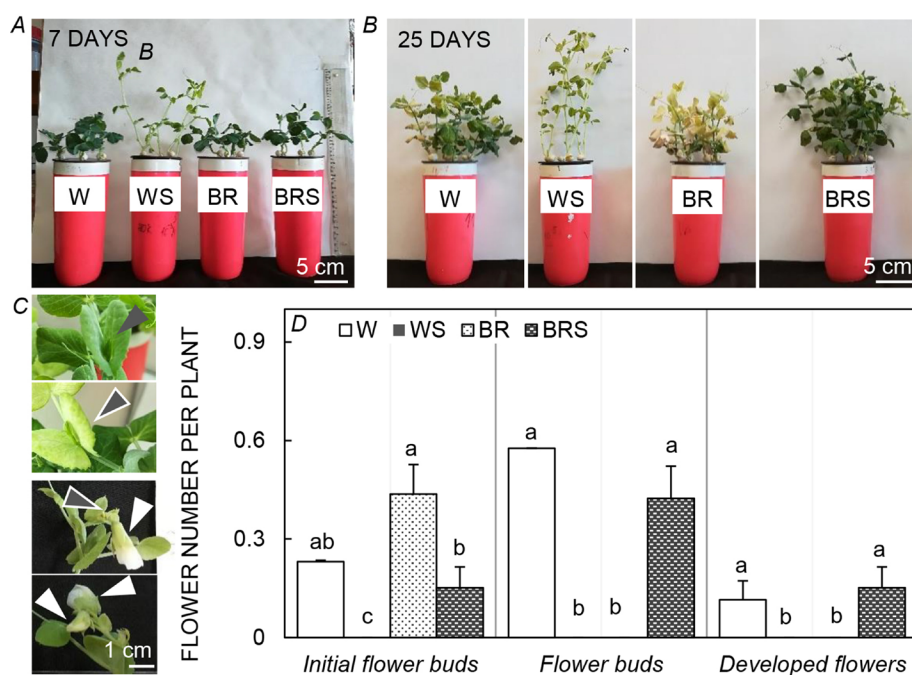 A
7 DAYS
B
W
WS
BR
BRS
5 cm
B
25 DAYS
W
WS
BR
BRS
5 cm
C
1 cm
FLOWER NUMBER PER PLANT
D
W
WS
BR
BRS
0.9
0.6
0.3
0
ab
c
a
b
a
b
b
a
a
b
b
a
Initial flower buds
Flower buds
Developed flowers